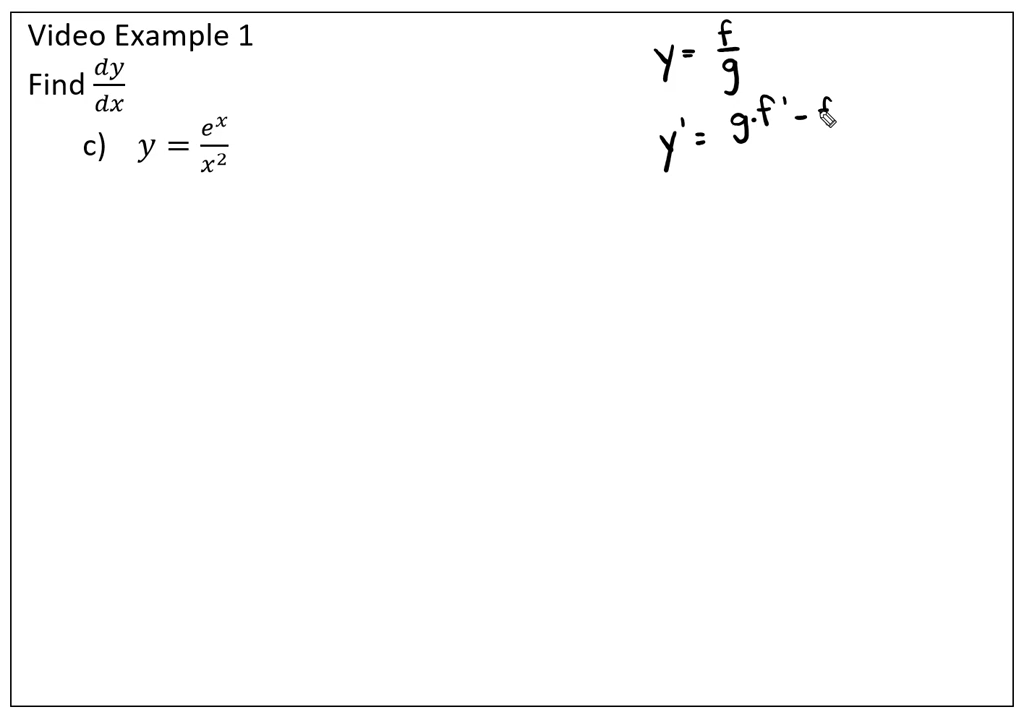 Video Example 1
Find dy/dx
c) y = e^x/x^2
y = f/g
y' = g·f' - f